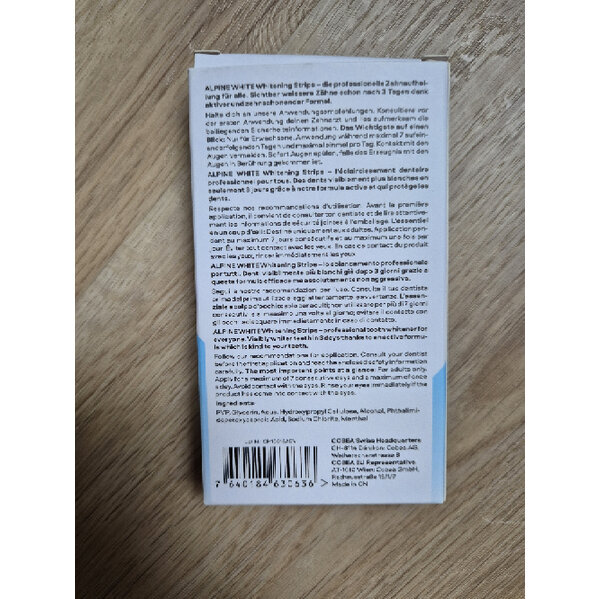 ALPINE WHITE Whitening Strips – die professionelle Zahnaufhel-
lung für alle. Sichtbar weissere Zähne schon nach 3 Tagen dank
aktiver und zahnschonender Formel.
Halte dich an unsere Anwendungsempfehlungen. Konsultiere vor
der ersten Anwendung deinen Zahnarzt und lies aufmerksam die
beiliegenden Sicherheitsinformationen. Das Wichtigste auf einen
Blick: Nur für Erwachsene. Anwendung während maximal 7 aufein-
anderfolgenden Tagen und maximal einmal pro Tag. Kontakt mit den
Augen vermeiden. Sofort Augen spülen, falls das Erzeugnis mit den
Augen in Berührung gekommen ist.
ALPINE WHITE Whitening Strips – l'éclaircissement dentaire
professionnel pour tous. Des dents visiblement plus blanches en
seulement 3 jours grâce à notre formule active et qui protège les
dents.
Respecte nos recommandations d'utilisation. Avant la première
application, il convient de consulter ton dentiste et de lire attentive-
ment les informations de sécurité jointes à l'emballage. L'essentiel
en un coup d'œil: Destiné uniquement aux adultes. Application pen-
dant au maximum 7 jours consécutifs et au maximum une fois par
jour. Éviter tout contact avec les yeux. En cas de contact du produit
avec les yeux, rincer immédiatement les yeux.
ALPINE WHITE Whitening Strips – lo sbiancamento professionale
per tutti. Denti visibilmente più bianchi già dopo 3 giorni grazie a
questa formula efficace ma assolutamente non aggressiva.
Segui le nostre raccomandazioni per l'uso. Consulta il tuo dentista
prima del primo utilizzo e leggi attentamente le avvertenze. L'essen-
ziale a colpo d'occhio: solo per adulti, non utilizzare per più di 7 giorni
consecutivi e massimo una volta al giorno; evitare il contatto con
gli occhi; sciacquare immediatamente in caso di contatto.
ALPINE WHITE Whitening Strips – professional tooth whitener for
everyone. Visibly whiter teeth in 3 days thanks to an active formula
which is kind to your teeth.
Follow our recommendations for application. Consult your dentist
before the first application and read the enclosed safety information
carefully. The most important points at a glance: For adults only.
Apply for a maximum of 7 consecutive days and a maximum of once
a day. Avoid contact with the eyes. Rinse your eyes immediately if the
product has come into contact with the eyes.
Ingredients:
PVP, Glycerin, Aqua, Hydroxypropyl Cellulose, Alcohol, Phthalimi-
doperoxycaproic Acid, Sodium Chlorite, Menthol
COBEA Swiss Headquarters
CH-8114 Dänikon: Cobea AG,
COBEA EU Representative
AT-1010 Wien: Cobea GmbH,
Made in CN
7 640184 630636 >